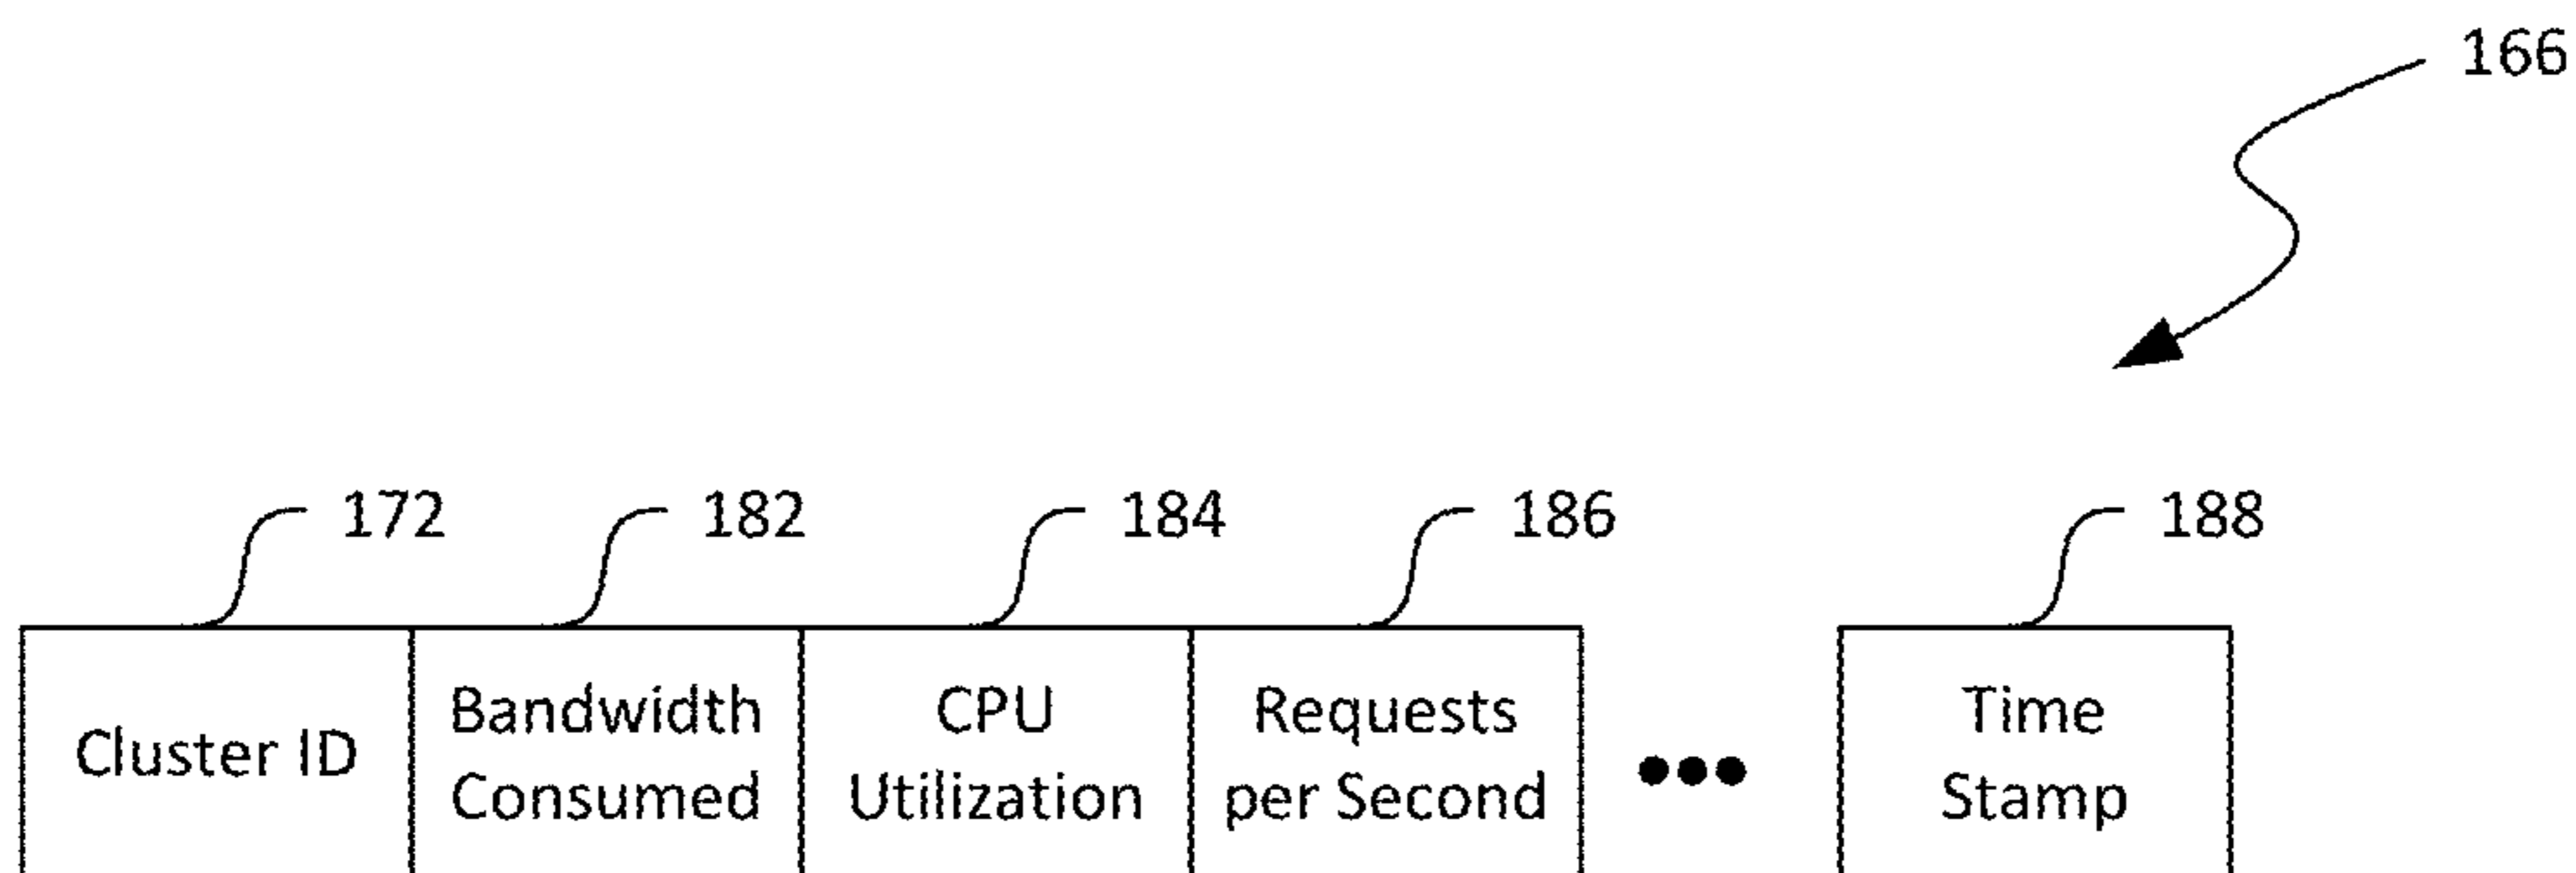 166
172
182
184
186
188
Cluster ID
Bandwidth
Consumed
CPU
Utilization
Requests
per Second
Time
Stamp